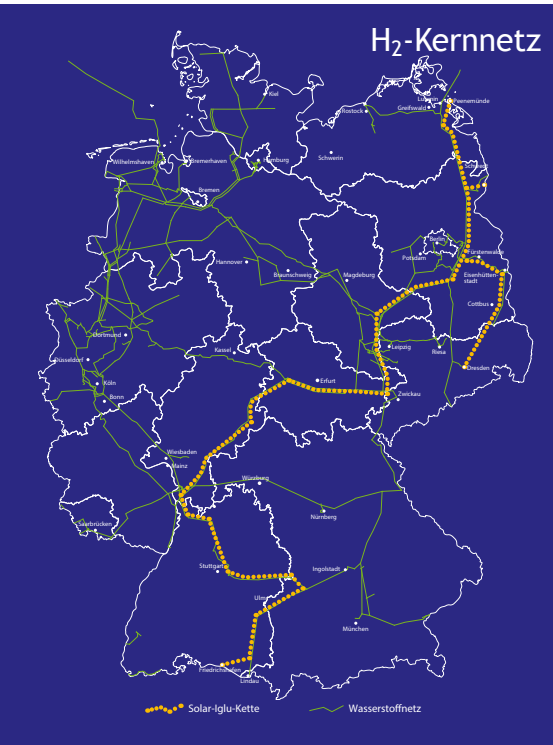 H₂-Kernnetz
Kiel
Lubmin
Peenemünde
Rostock
Greifswald
Wilhelmshaven
Bremerhaven
Hamburg
Schwerin
Schwedt
Bremen
Berlin
Hannover
Potsdam
Fürstenwalde
Braunschweig
Magdeburg
Eisenhütten-
stadt
Cottbus
Dortmund
Kassel
Leipzig
Riesa
Düsseldorf
Dresden
Köln
Erfurt
Bonn
Zwickau
Wiesbaden
Mainz
Würzburg
Nürnberg
Saarbrücken
Stuttgart
Ingolstadt
Ulm
München
Friedrichshafen
Lindau
Solar-Iglu-Kette
Wasserstoffnetz